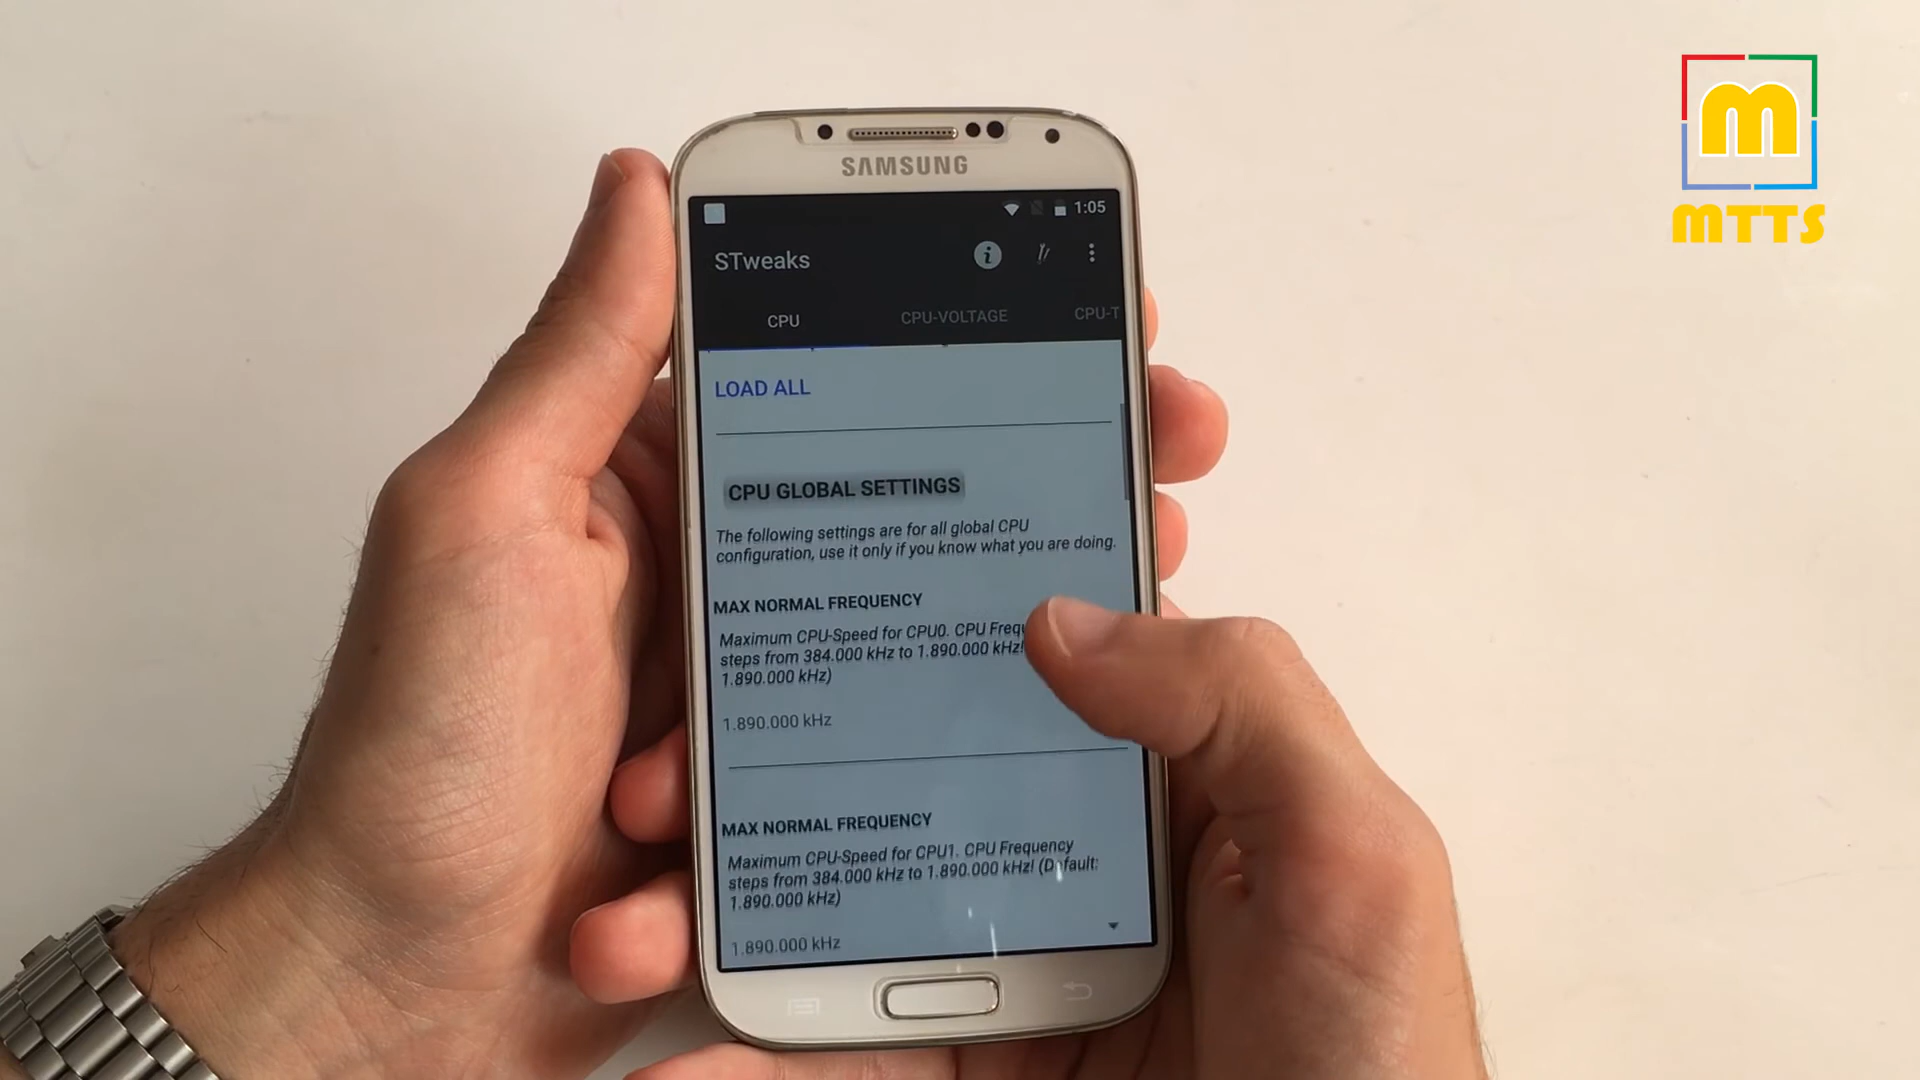 M
MTTS
SAMSUNG
1:05
STweaks
CPU
CPU-VOLTAGE
CPU-T
LOAD ALL
CPU GLOBAL SETTINGS
The following settings are for all global CPU
configuration, use it only if you know what you are doing.
MAX NORMAL FREQUENCY
Maximum CPU-Speed for CPU0. CPU Frequ
steps from 384.000 kHz to 1.890.000 kHz!
1.890.000 kHz)
1.890.000 kHz
MAX NORMAL FREQUENCY
Maximum CPU-Speed for CPU1. CPU Frequency
steps from 384.000 kHz to 1.890.000 kHz! (Default:
1.890.000 kHz)
1.890.000 kHz